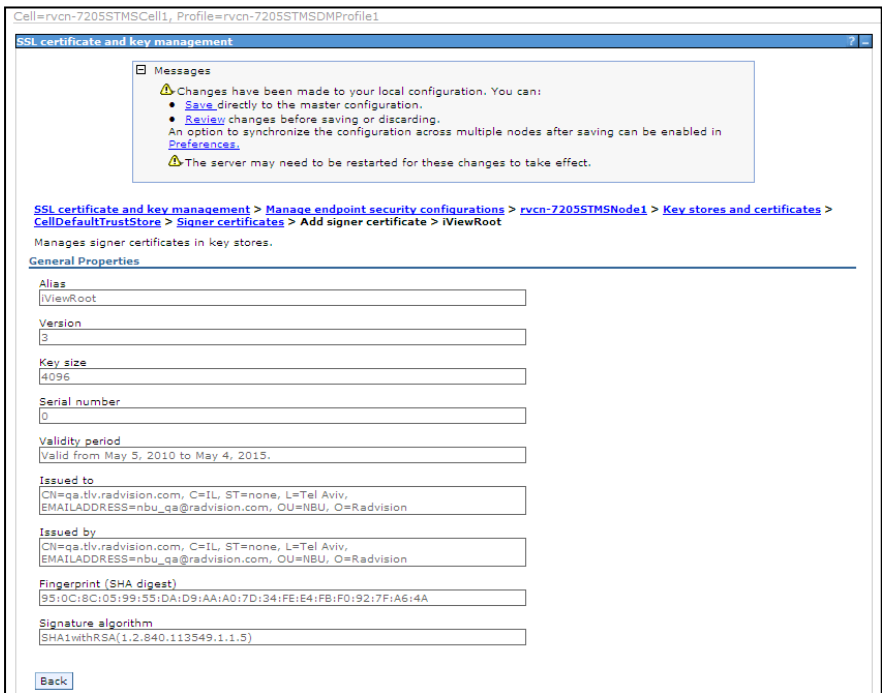 Cell=rvcn-7205STMSCell1, Profile=rvcn-7205STMSDMProfile1
SSL certificate and key management ? _
Messages
Changes have been made to your local configuration. You can:
• Save directly to the master configuration.
• Review changes before saving or discarding.
An option to synchronize the configuration across multiple nodes after saving can be enabled in
Preferences.
The server may need to be restarted for these changes to take effect.
SSL certificate and key management > Manage endpoint security configurations > rvcn-7205STMSNode1 > Key stores and certificates >
CellDefaultTrustStore > Signer certificates > Add signer certificate > iViewRoot
Manages signer certificates in key stores.
General Properties
Alias
iViewRoot
Version
3
Key size
4096
Serial number
0
Validity period
Valid from May 5, 2010 to May 4, 2015.
Issued to
CN=qa.tlv.radvision.com, C=IL, ST=none, L=Tel Aviv,
EMAILADDRESS=nbu_qa@radvision.com, OU=NBU, O=Radvision
Issued by
CN=qa.tlv.radvision.com, C=IL, ST=none, L=Tel Aviv,
EMAILADDRESS=nbu_qa@radvision.com, OU=NBU, O=Radvision
Fingerprint (SHA digest)
95:0C:8C:05:99:55:DA:D9:AA:A0:7D:34:FE:E4:FB:F0:92:7F:A6:4A
Signature algorithm
SHA1withRSA(1.2.840.113549.1.1.5)
Back